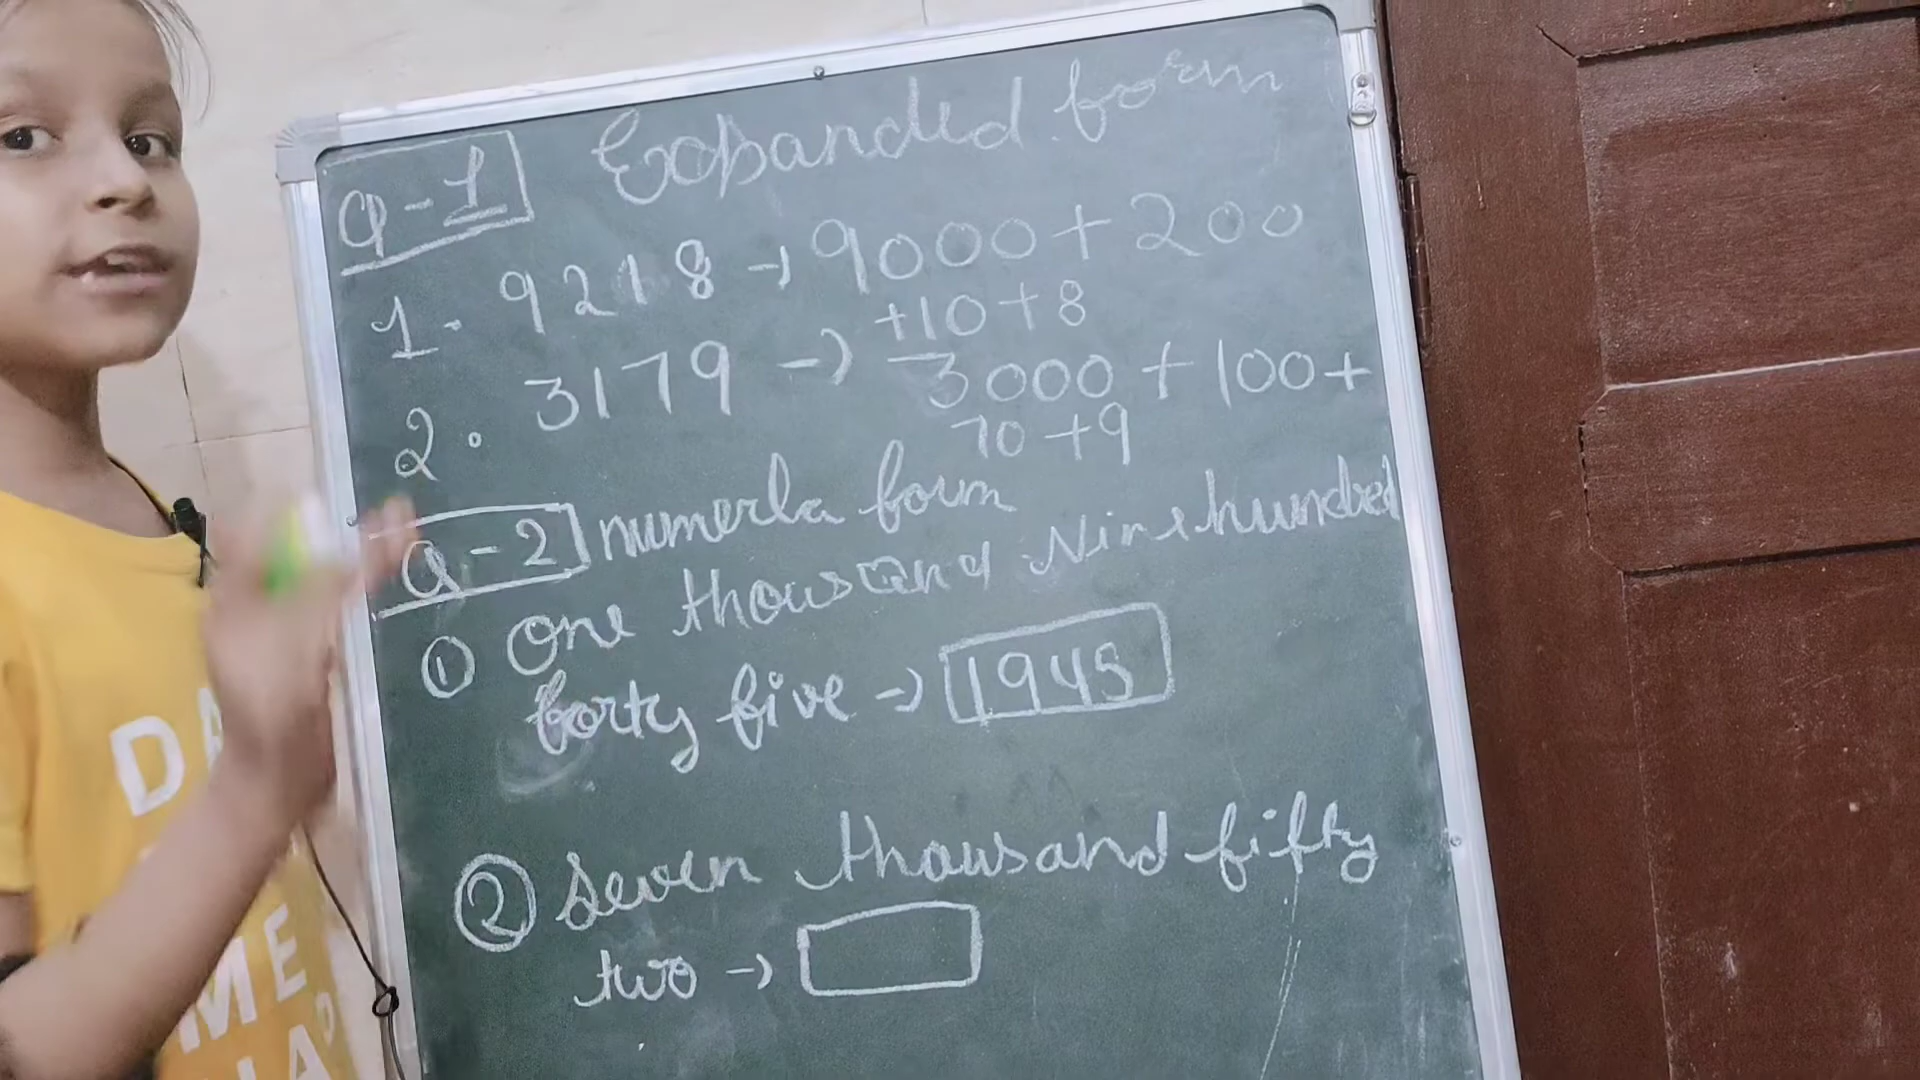 Q-1 Expanded form
1. 9218 → 9000+200
+10+8
2. 3179 → 3000 + 100+
70+9
Q-2 numerla form
① One thousand Nine hundred
forty five → 1945
② Seven thousand fifty
two →
D
ME